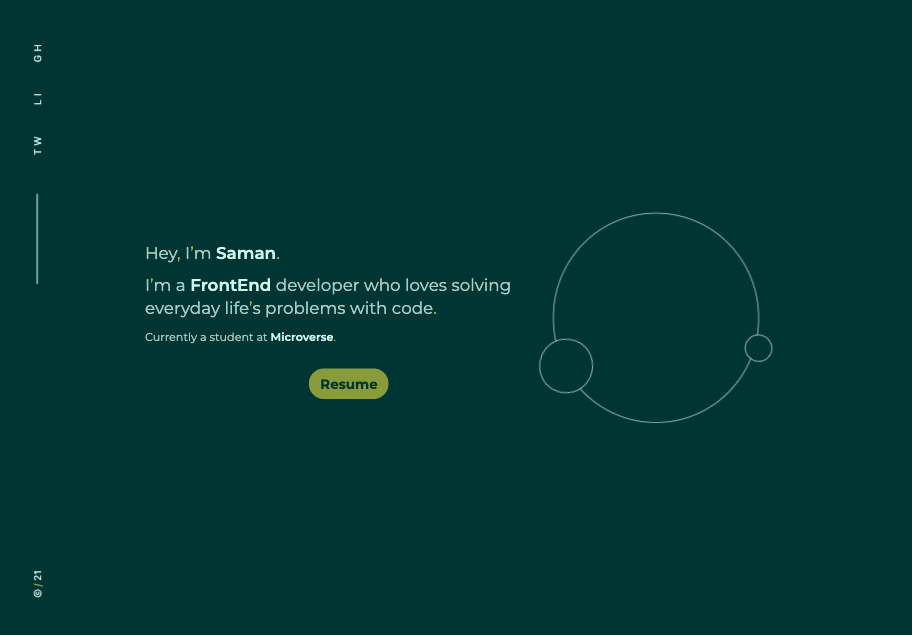 GH
LI
TW
Hey, I'm Saman.
I'm a FrontEnd developer who loves solving
everyday life's problems with code.
Currently a student at Microverse.
Resume
©/21